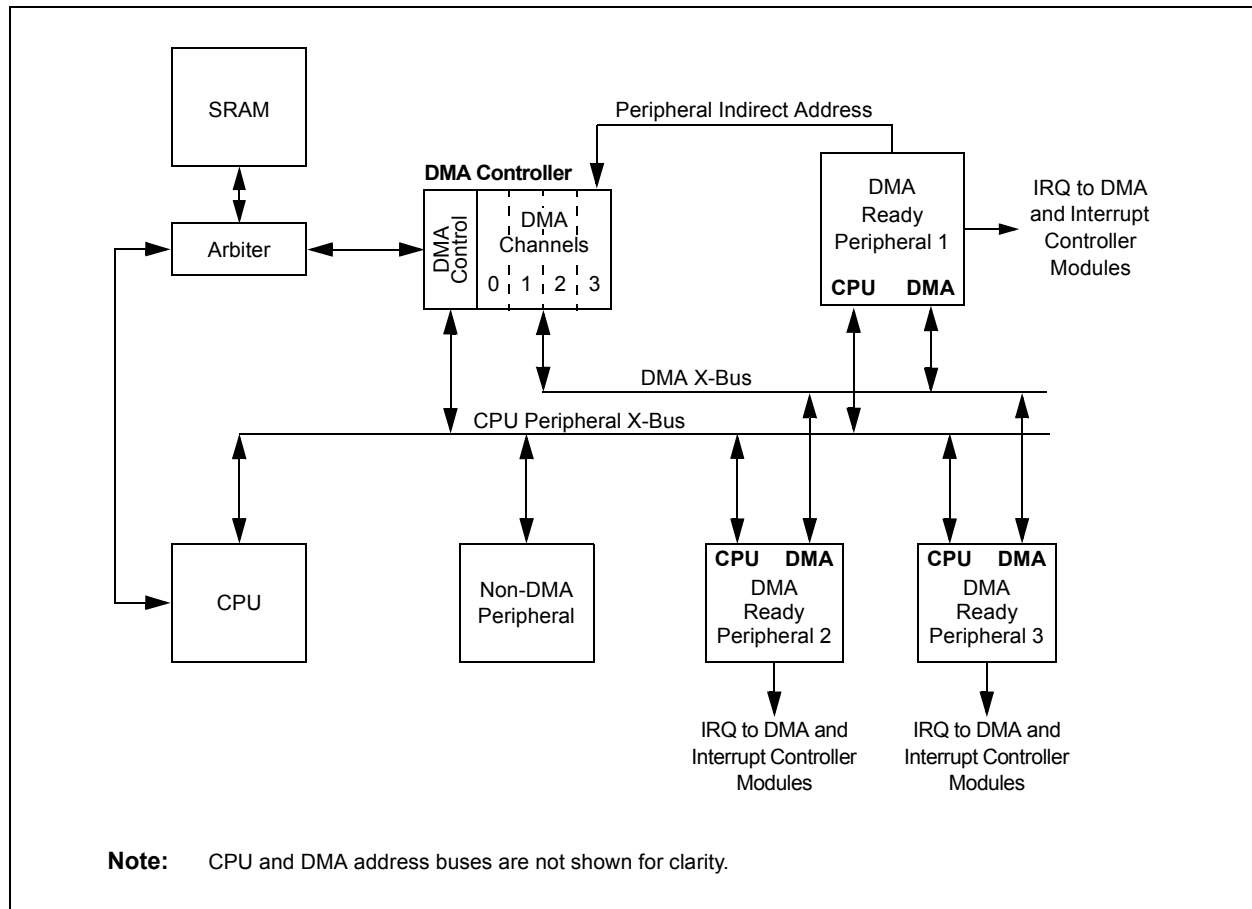 SRAM
Peripheral Indirect Address
DMA Controller
DMA
Ready
Peripheral 1
CPU DMA
IRQ to DMA
and Interrupt
Controller
Modules
Arbiter
DMA
Control
DMA
Channels
0 1 2 3
DMA X-Bus
CPU Peripheral X-Bus
CPU
Non-DMA
Peripheral
CPU DMA
DMA
Ready
Peripheral 2
CPU DMA
DMA
Ready
Peripheral 3
IRQ to DMA and
Interrupt Controller
Modules
IRQ to DMA and
Interrupt Controller
Modules
Note: CPU and DMA address buses are not shown for clarity.